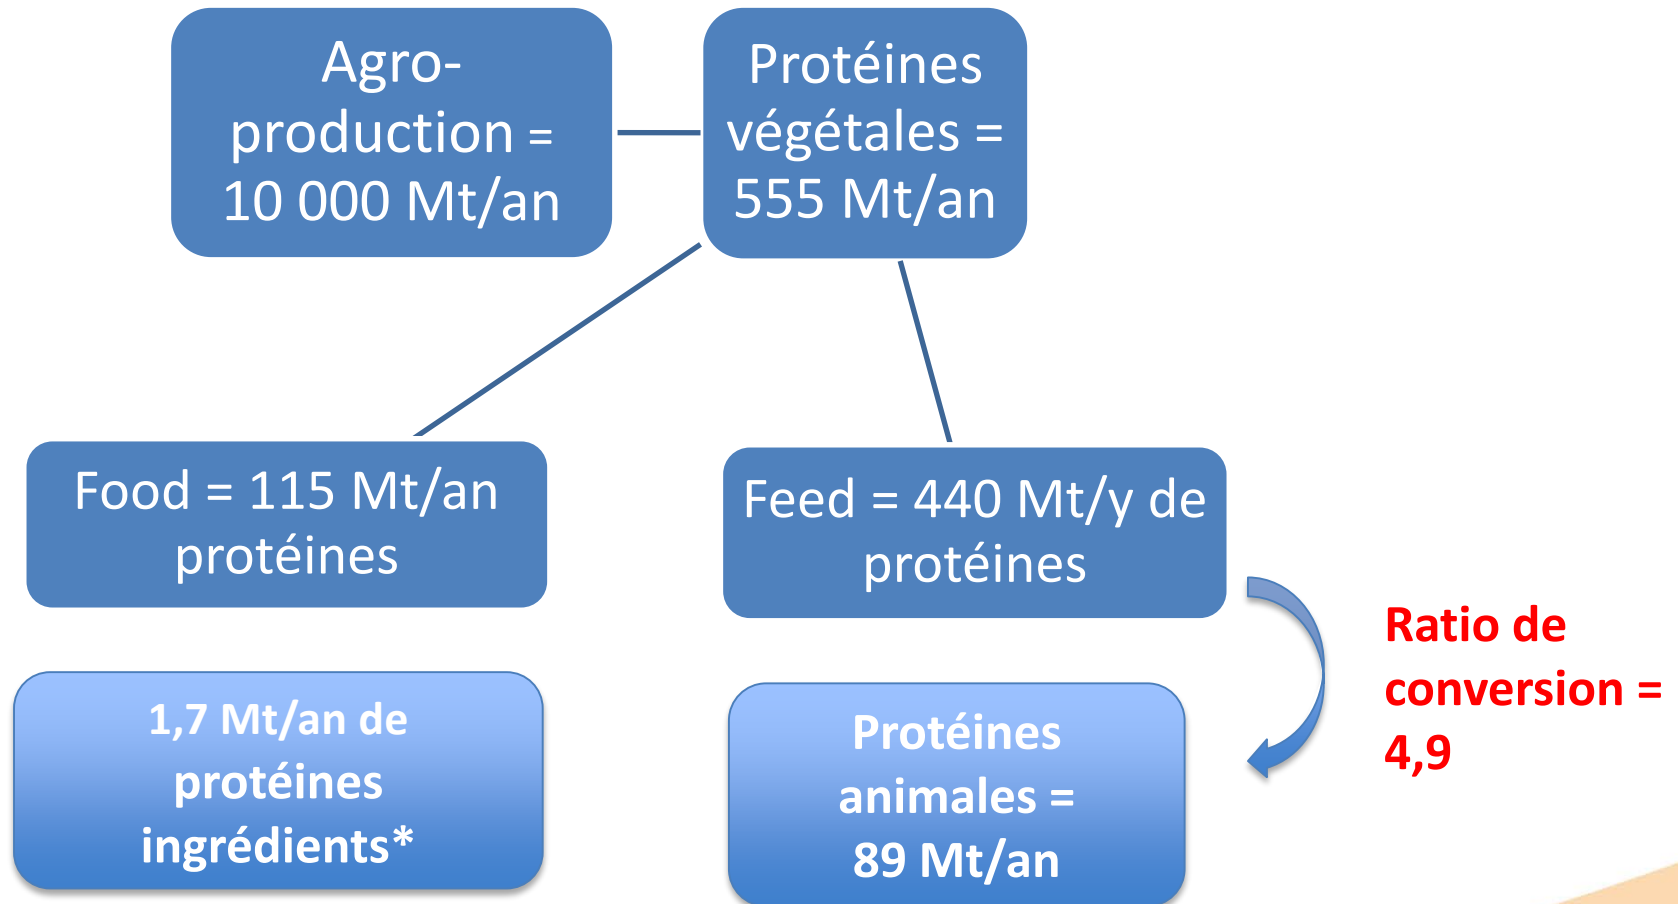 Agro-
production =
10 000 Mt/an
Protéines
végétales =
555 Mt/an
Food = 115 Mt/an
protéines
Feed = 440 Mt/y de
protéines
Ratio de
conversion =
4,9
1,7 Mt/an de
protéines
ingrédients*
Protéines
animales =
89 Mt/an